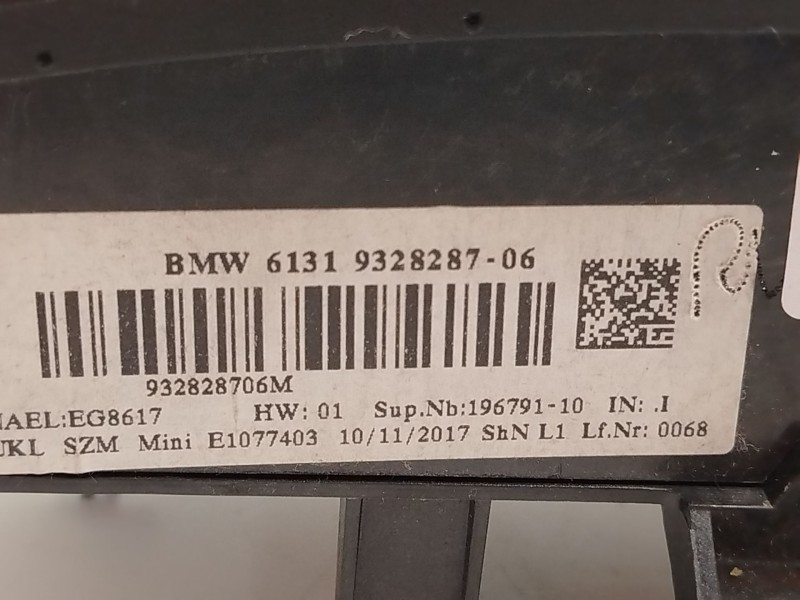 BMW 6131 9328287-06
932828706M
NAEL:EG8617 HW: 01 Sup.Nb:196791-10 IN: .I
UKL SZM Mini E1077403 10/11/2017 ShN L1 Lf.Nr: 0068